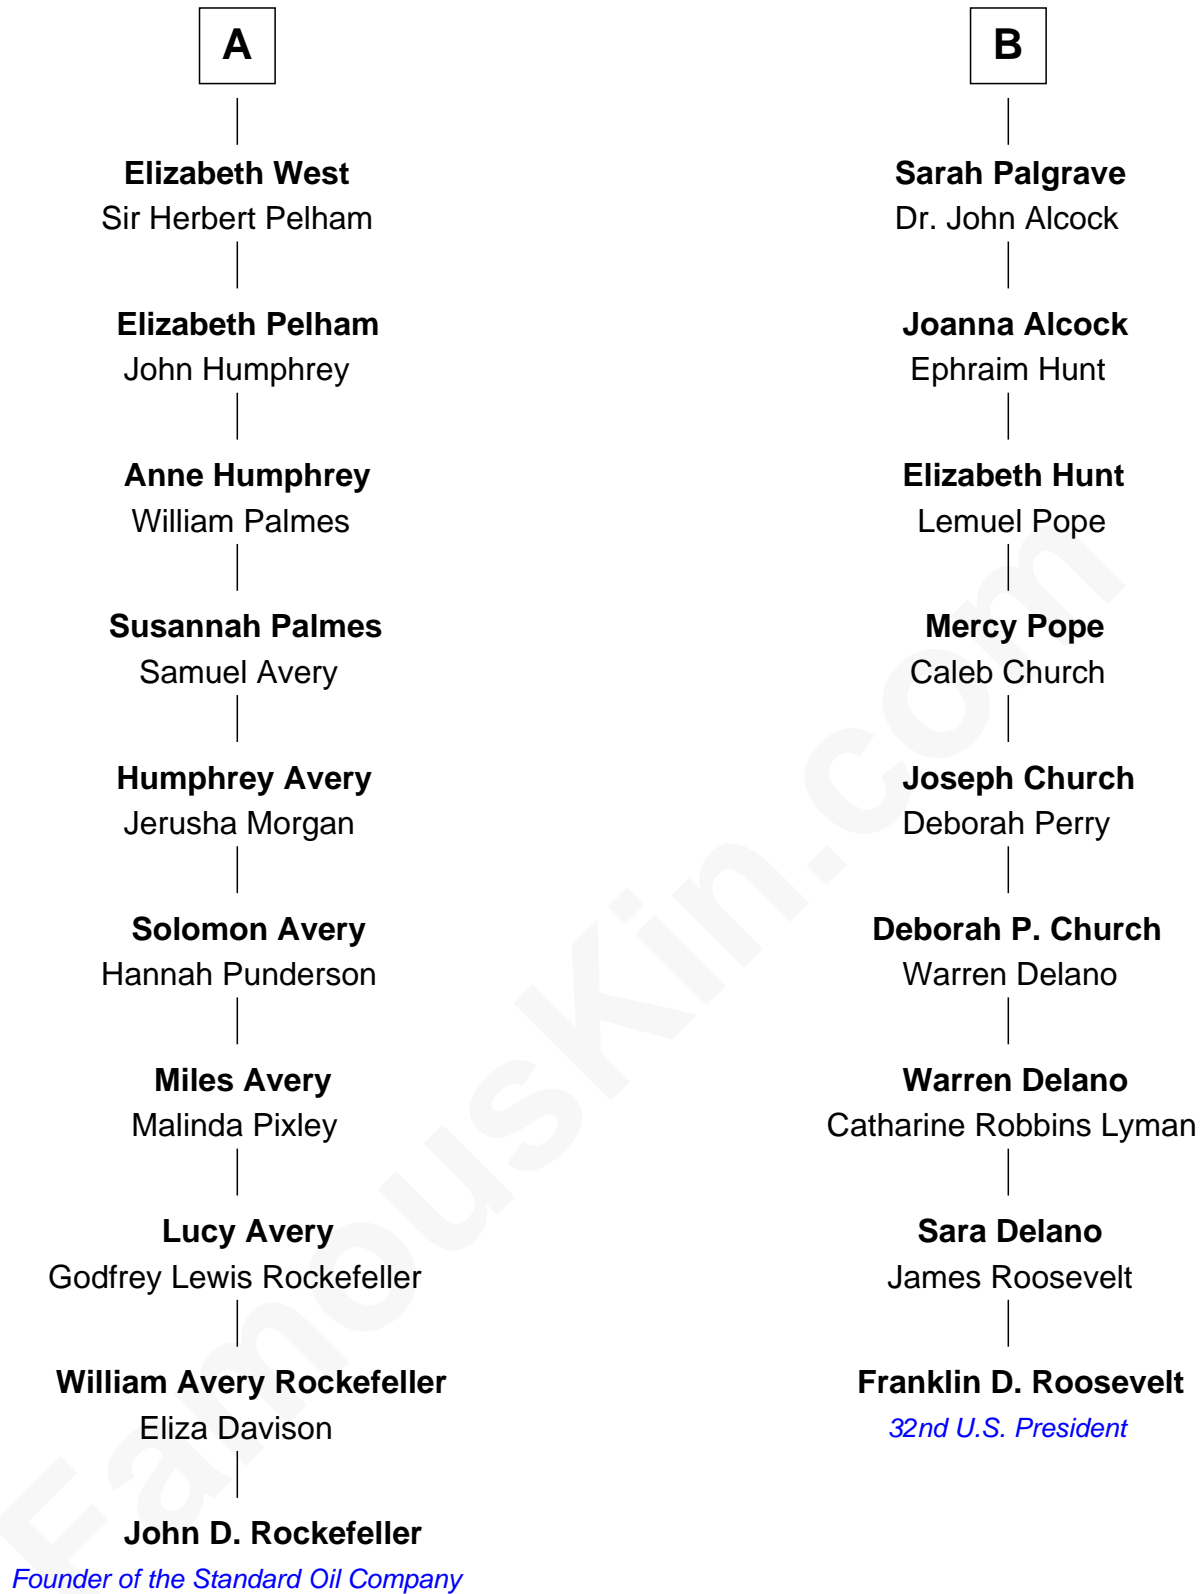 A
Elizabeth West
Sir Herbert Pelham
Elizabeth Pelham
John Humphrey
Anne Humphrey
William Palmes
Susannah Palmes
Samuel Avery
Humphrey Avery
Jerusha Morgan
Solomon Avery
Hannah Punderson
Miles Avery
Malinda Pixley
Lucy Avery
Godfrey Lewis Rockefeller
William Avery Rockefeller
Eliza Davison
John D. Rockefeller
Founder of the Standard Oil Company
B
Sarah Palgrave
Dr. John Alcock
Joanna Alcock
Ephraim Hunt
Elizabeth Hunt
Lemuel Pope
Mercy Pope
Caleb Church
Joseph Church
Deborah Perry
Deborah P. Church
Warren Delano
Warren Delano
Catharine Robbins Lyman
Sara Delano
James Roosevelt
Franklin D. Roosevelt
32nd U.S. President
FamousKin.com